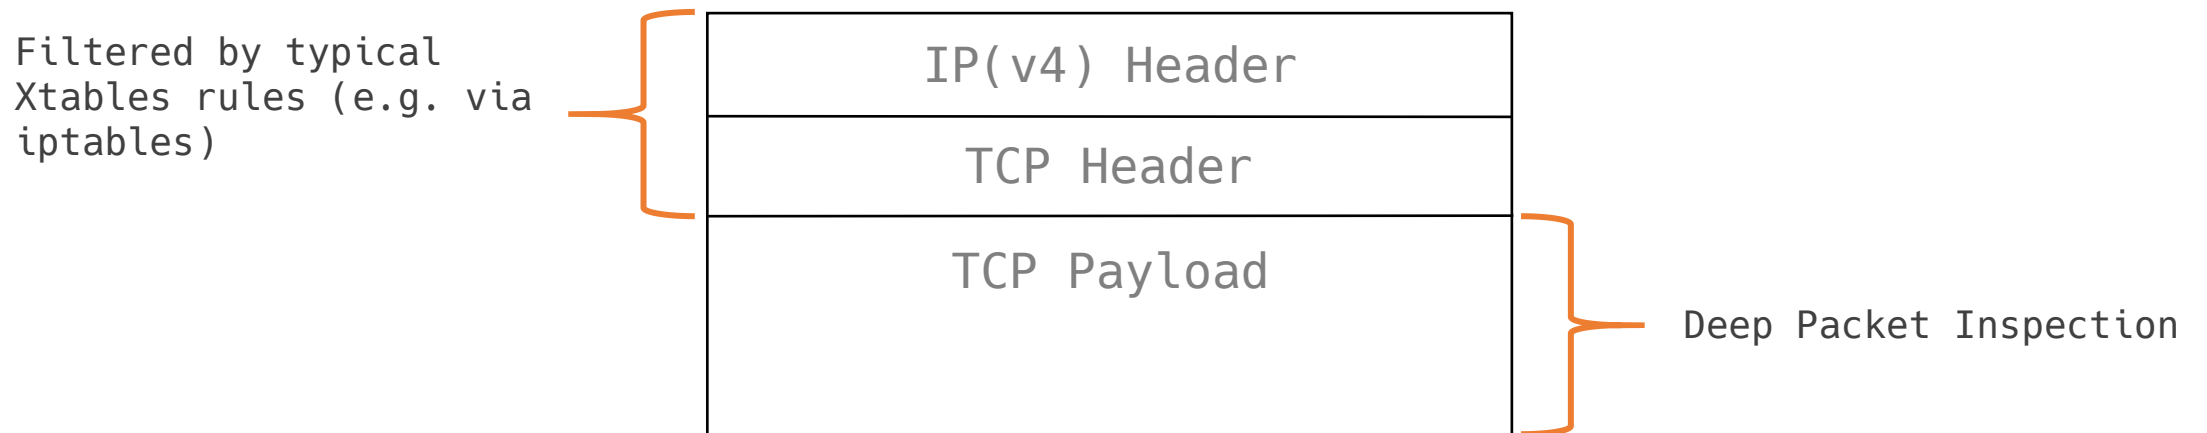 Filtered by typical
Xtables rules (e.g. via
iptables)
IP(v4) Header
TCP Header
TCP Payload
Deep Packet Inspection